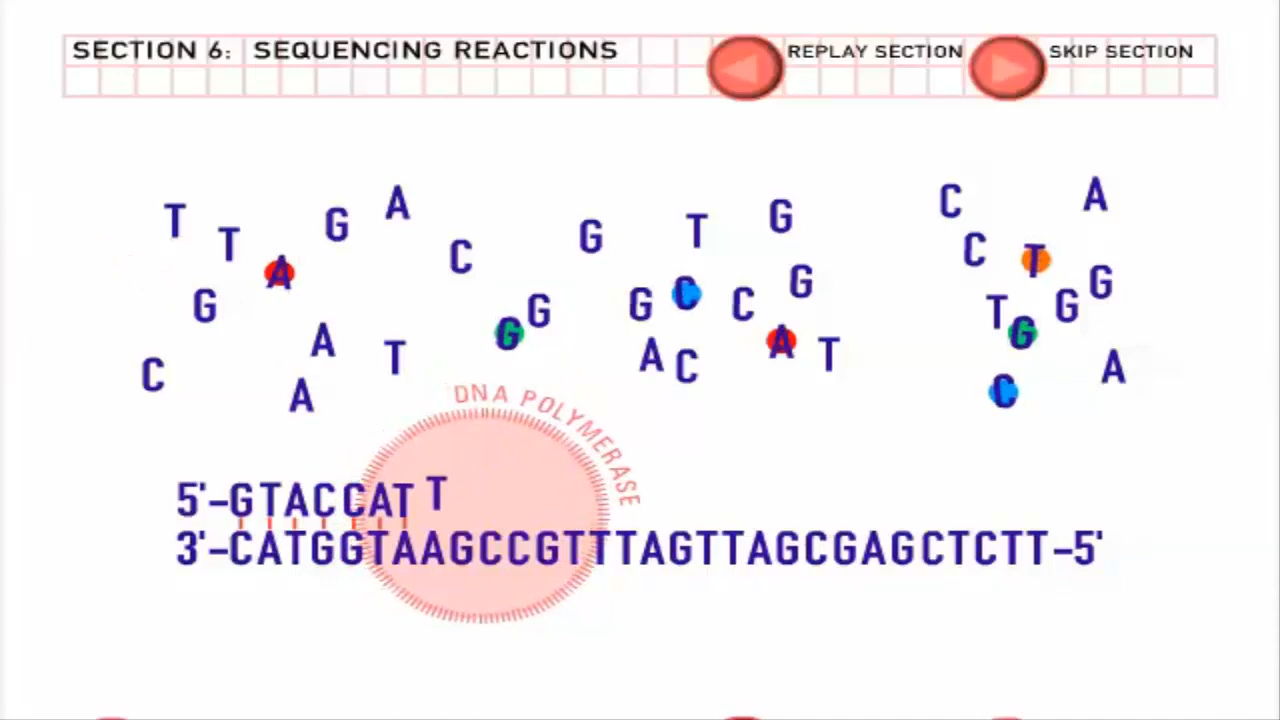 SECTION 6: SEQUENCING REACTIONS REPLAY SECTION SKIP SECTION
T T A G A C G T G C C T A
G A T G G G C C A G T T G G G
C A A C A T C A
DNA POLYMERASE
5'-GTACCAT T
3'-CATGGTAAGCCGTTTAGTTAGCGAGCTCTT-5'